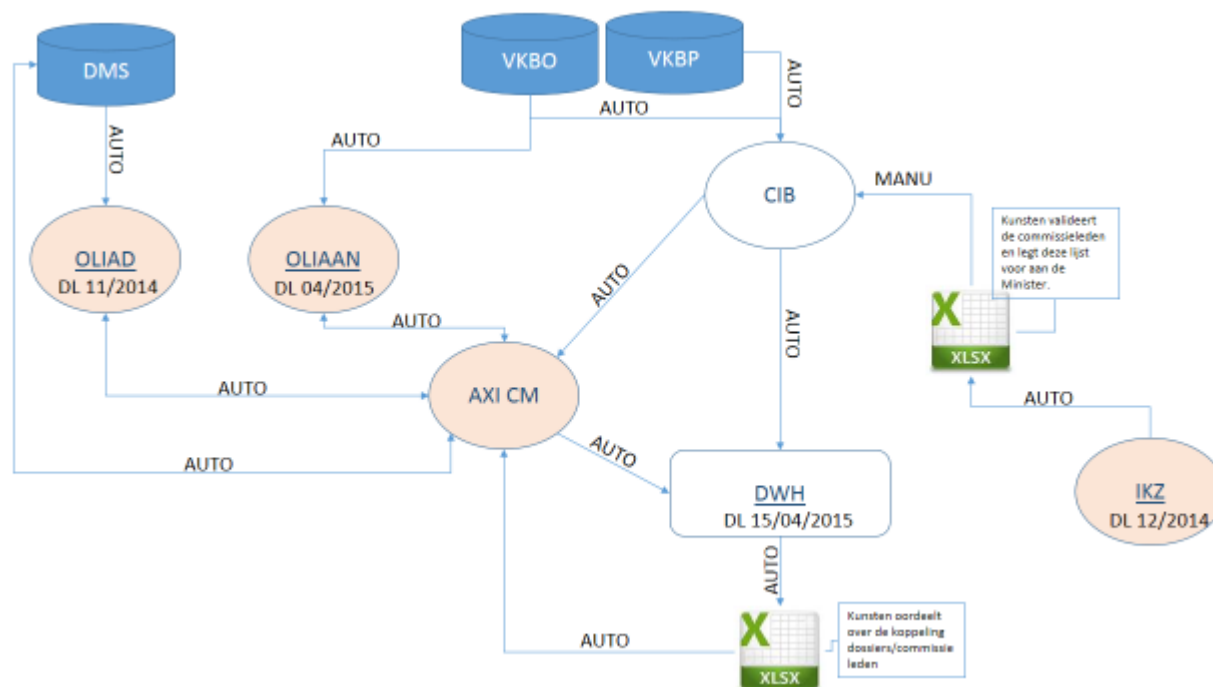 DMS
VKBO
VKBP
AUTO
AUTO
AUTO
AUTO
CIB
MANU
Kunsten valideert
de commissieleden
en legt deze lijst
voor aan de
Minister.
OLIAD
DL 11/2014
OLIAAN
DL 04/2015
AUTO
AUTO
AUTO
X
XLSX
AUTO
AXI CM
AUTO
AUTO
AUTO
DWH
DL 15/04/2015
IKZ
DL 12/2014
AUTO
AUTO
X
XLSX
Kunsten oordeelt
over de koppeling
dossiers/commissie
leden